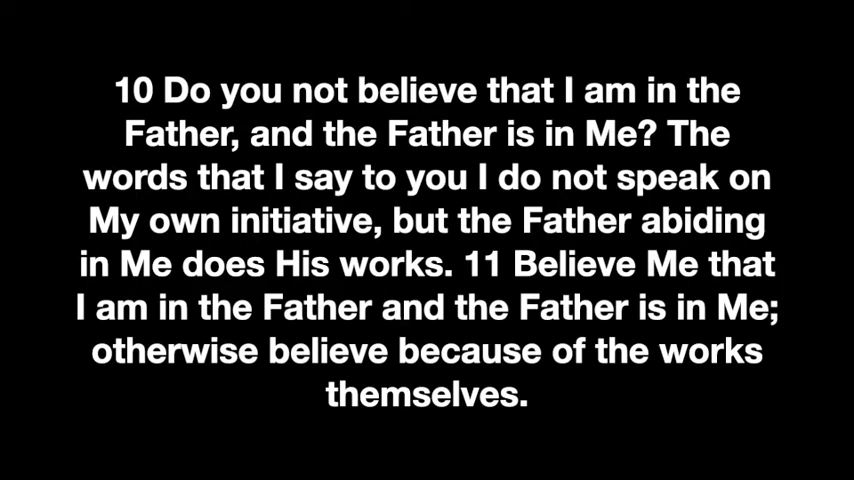 10 Do you not believe that I am in the
Father, and the Father is in Me? The
words that I say to you I do not speak on
My own initiative, but the Father abiding
in Me does His works. 11 Believe Me that
I am in the Father and the Father is in Me;
otherwise believe because of the works
themselves.